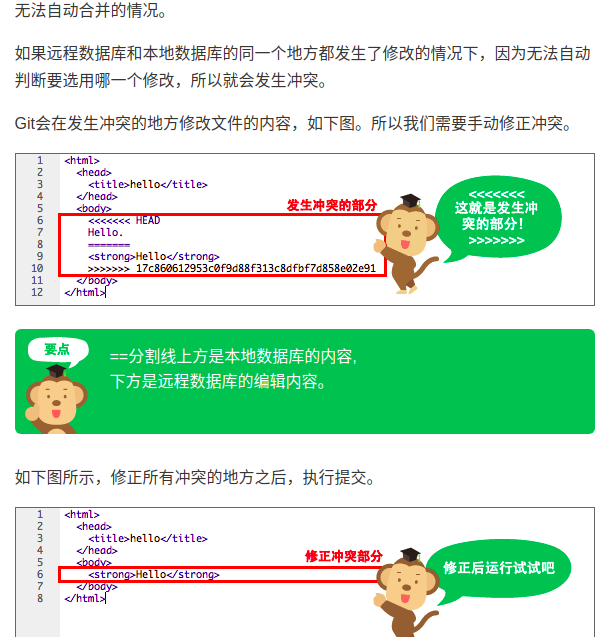 无法自动合并的情况。
如果远程数据库和本地数据库的同一个地方都发生了修改的情况下，因为无法自动
判断要选用哪一个修改，所以就会发生冲突。
Git会在发生冲突的地方修改文件的内容，如下图。所以我们需要手动修正冲突。
1 <html>
2 <head>
3 <title>hello</title>
4 </head>
5 <body>
6 <<<<<<< HEAD
7 Hello.
8 =======
9 <strong>Hello</strong>
10 >>>>>>> 17c860612953c0f9d88f313c8dfbf7d858e02e91
11 </body>
12 </html>
发生冲突的部分
<<<<<<<
这就是发生冲
突的部分！
>>>>>>>
要点
==分割线上方是本地数据库的内容,
下方是远程数据库的编辑内容。
如下图所示，修正所有冲突的地方之后，执行提交。
1 <html>
2 <head>
3 <title>hello</title>
4 </head>
5 <body>
6 <strong>Hello</strong>
7 </body>
8 </html>
修正冲突部分
修正后运行试试吧